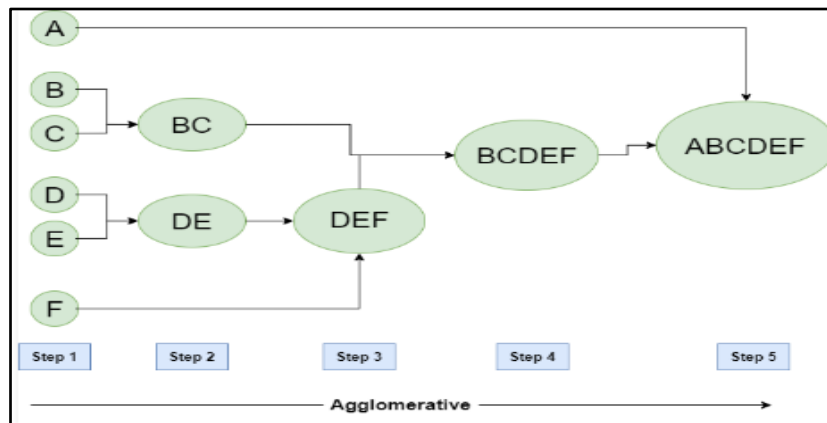 A
B
C
BC
BCDEF
ABCDEF
D
E
DE
DEF
F
Step 1
Step 2
Step 3
Step 4
Step 5
Agglomerative